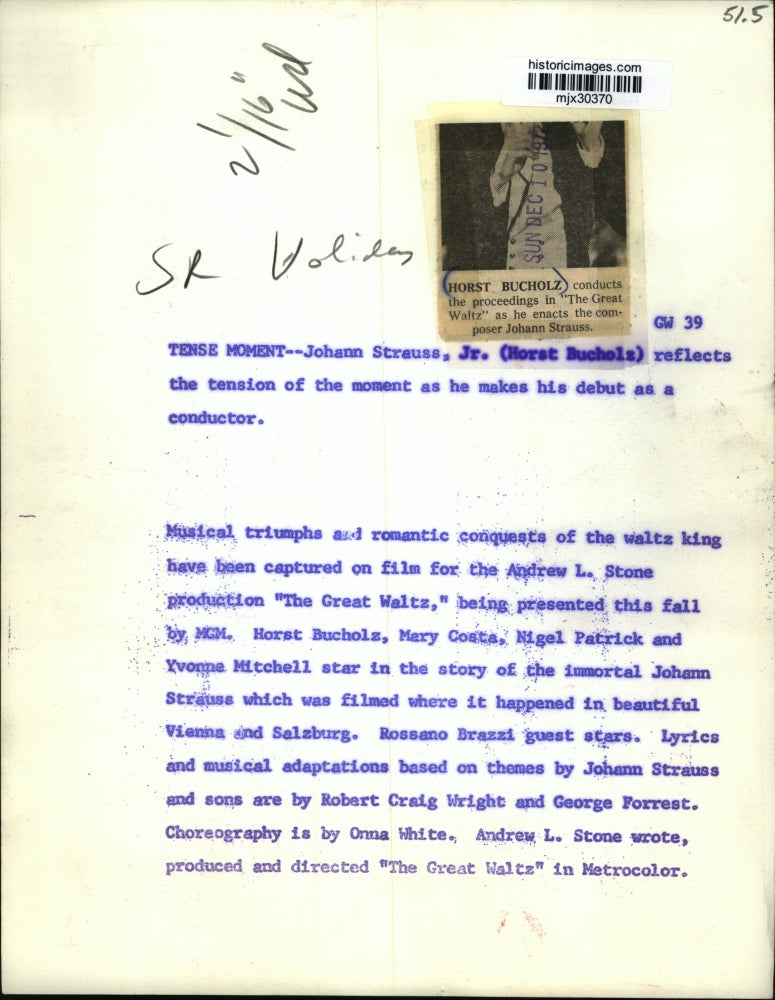 51.5
historicimages.com
mjx30370
2 1/16"
SUN DEC 10 1972
SR Holiday
HORST BUCHOLZ conducts
the proceedings in "The Great
Waltz" as he enacts the com-
poser Johann Strauss.
GW 39
TENSE MOMENT--Johann Strauss, Jr. (Horst Bucholz) reflects
the tension of the moment as he makes his debut as a
conductor.
Musical triumphs and romantic conquests of the waltz king
have been captured on film for the Andrew L. Stone
production "The Great Waltz," being presented this fall
by MGM. Horst Bucholz, Mary Costa, Nigel Patrick and
Yvonne Mitchell star in the story of the immortal Johann
Strauss which was filmed where it happened in beautiful
Vienna and Salzburg. Rossano Brazzi guest stars. Lyrics
and musical adaptations based on themes by Johann Strauss
and sons are by Robert Craig Wright and George Forrest.
Choreography is by Onna White. Andrew L. Stone wrote,
produced and directed "The Great Waltz" in Metrocolor.